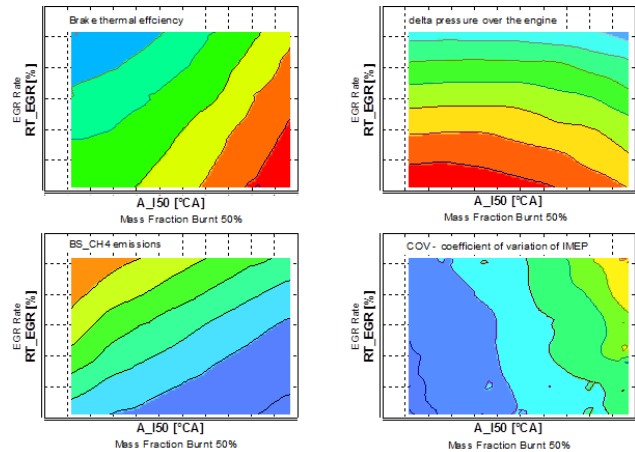 Brake thermal effciency
EGR Rate
RT_EGR [%]
A_I50 [°CA]
Mass Fraction Burnt 50%
delta pressure over the engine
EGR Rate
RT_EGR [%]
A_I50 [°CA]
Mass Fraction Burnt 50%
BS_CH4 emissions
EGR Rate
RT_EGR [%]
A_I50 [°CA]
Mass Fraction Burnt 50%
COV - coefficient of variation of IMEP
EGR Rate
RT_EGR [%]
A_I50 [°CA]
Mass Fraction Burnt 50%